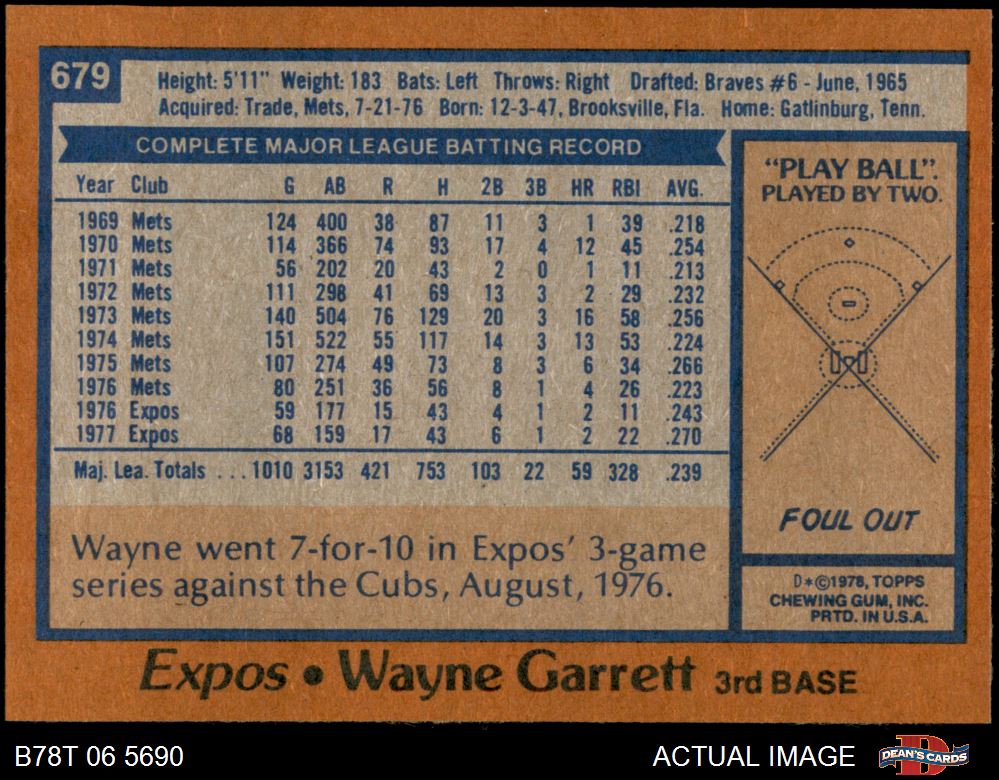 679
Height: 5'11" Weight: 183 Bats: Left Throws: Right Drafted: Braves #6 - June, 1965
Acquired: Trade, Mets, 7-21-76 Born: 12-3-47, Brooksville, Fla. Home: Gatlinburg, Tenn.
COMPLETE MAJOR LEAGUE BATTING RECORD
Year Club G AB R H 2B 3B HR RBI AVG.
1969 Mets 124 400 38 87 11 3 1 39 .218
1970 Mets 114 366 74 93 17 4 12 45 .254
1971 Mets 56 202 20 43 2 0 1 11 .213
1972 Mets 111 298 41 69 13 3 2 29 .232
1973 Mets 140 504 76 129 20 3 16 58 .256
1974 Mets 151 522 55 117 14 3 13 53 .224
1975 Mets 107 274 49 73 8 3 6 34 .266
1976 Mets 80 251 36 56 8 1 4 26 .223
1976 Expos 59 177 15 43 4 1 2 11 .243
1977 Expos 68 159 17 43 6 1 2 22 .270
Maj. Lea. Totals ...1010 3153 421 753 103 22 59 328 .239
Wayne went 7-for-10 in Expos' 3-game
series against the Cubs, August, 1976.
"PLAY BALL".
PLAYED BY TWO.
FOUL OUT
D*©1978, TOPPS
CHEWING GUM, INC.
PRTD. IN U.S.A.
Expos • Wayne Garrett 3rd BASE
B78T 06 5690
ACTUAL IMAGE
DEAN'S CARDS